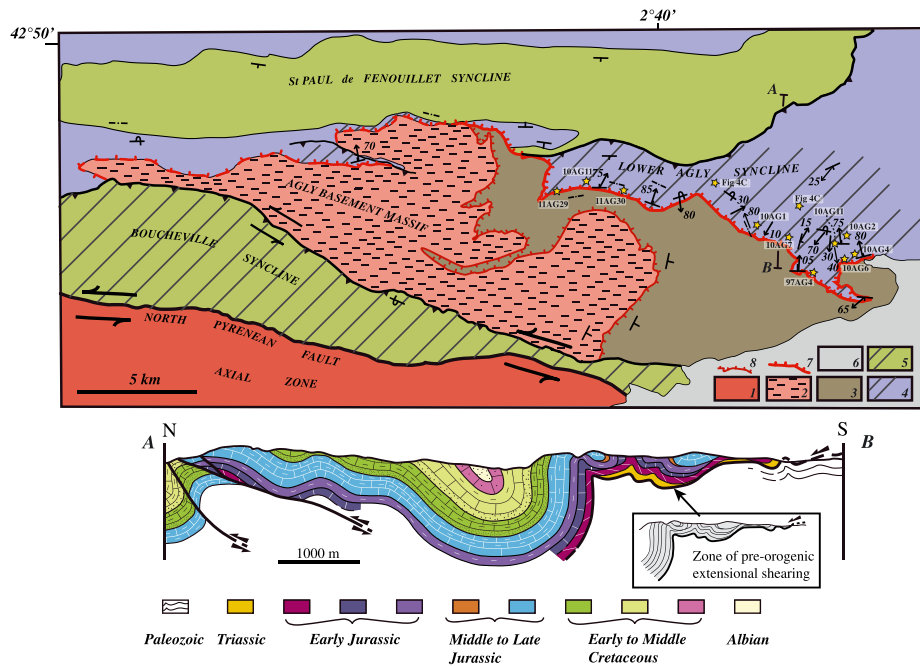 2°40'
42°50'
St PAUL de FENOUILLET SYNCLINE
A
70
LOWER AGLY SYNCLINE
10AG11
75
Fig 4C
25
AGLY BASEMENT MASSIF
11AG29
11AG30
85
80
30
80
Fig 4C
10AG1
10AG11
15
75
10AG2
80
10AG4
BOUCHEVILLE
SYNCLINE
10
10AG7
70
30
05
40
10AG6
B
97AG4
65
NORTH PYRENEAN FAULT
AXIAL ZONE
5 km
8
7
6
5
1
2
3
4
A
N
S
B
1000 m
Zone of pre-orogenic
extensional shearing
Paleozoic
Triassic
Early Jurassic
Middle to Late
Jurassic
Early to Middle
Cretaceous
Albian